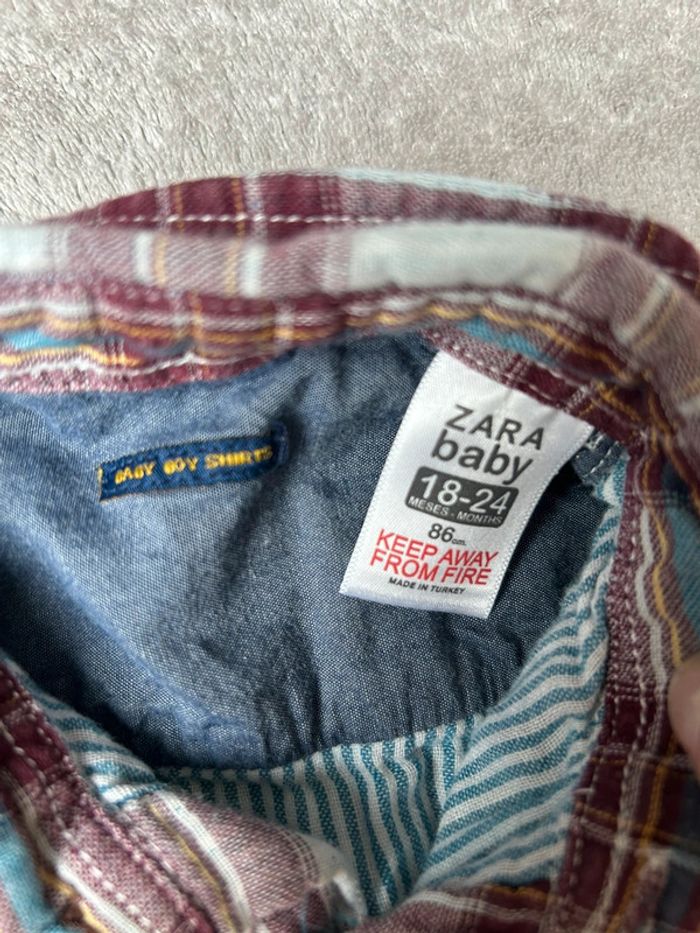 BABY BOY SHIRTS
ZARA
baby
18-24
MESES - MONTHS
86cm.
KEEP AWAY
FROM FIRE
MADE IN TURKEY